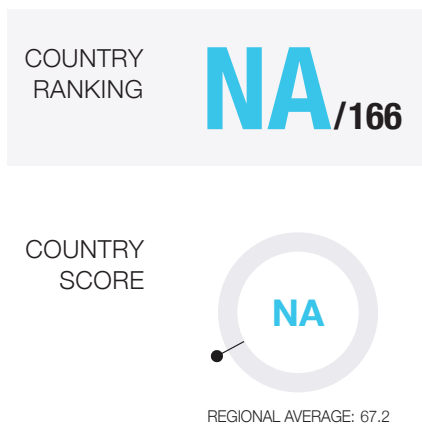 COUNTRY
RANKING
NA/166
COUNTRY
SCORE
NA
REGIONAL AVERAGE: 67.2